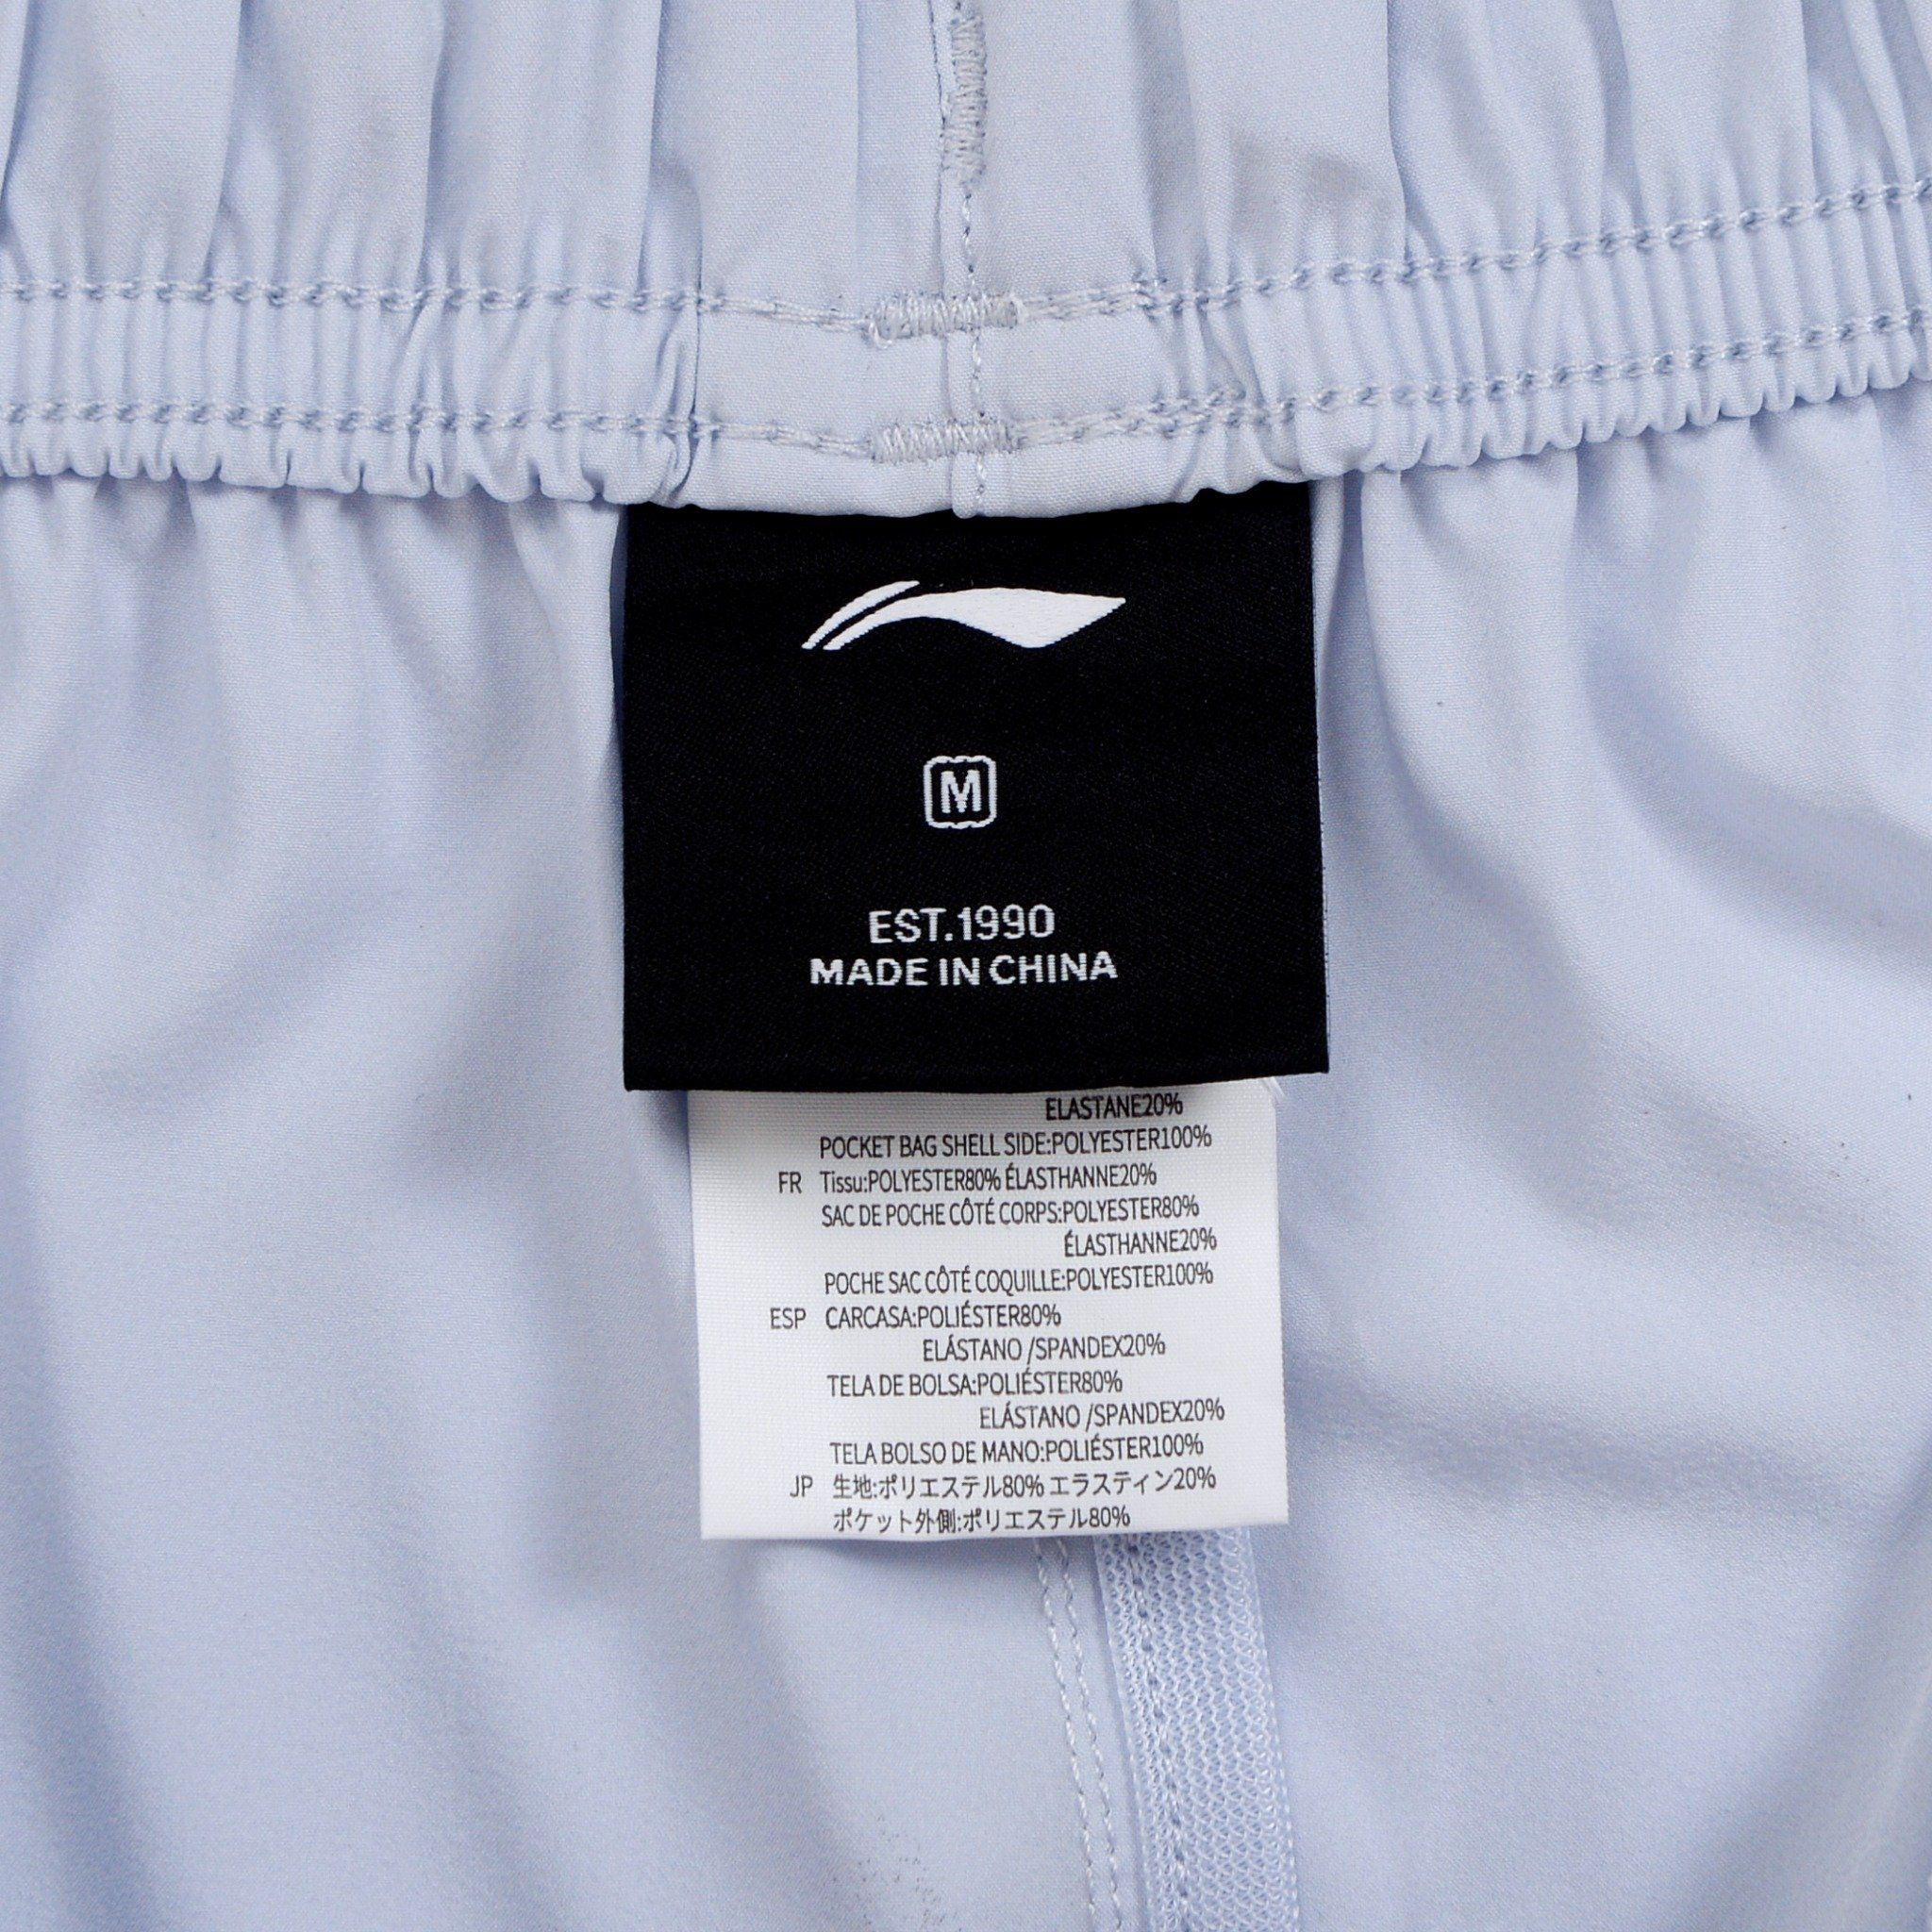 M
EST.1990
MADE IN CHINA
ELASTANE20%
POCKET BAG SHELL SIDE:POLYESTER100%
FR Tissu:POLYESTER80% ÉLASTHANNE20%
SAC DE POCHE CÔTÉ CORPS:POLYESTER80%
ÉLASTHANNE20%
POCHE SAC CÔTÉ COQUILLE:POLYESTER100%
ESP CARCASA:POLIÉSTER80%
ELÁSTANO /SPANDEX20%
TELA DE BOLSA:POLIÉSTER80%
ELÁSTANO /SPANDEX20%
TELA BOLSO DE MANO:POLIÉSTER100%
JP 生地:ポリエステル80% エラスティン20%
ポケット外側:ポリエステル80%